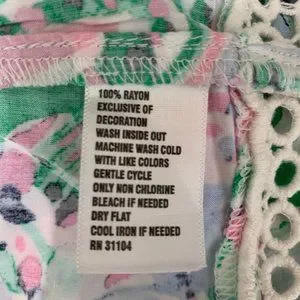 100% RAYON
EXCLUSIVE OF
DECORATION
WASH INSIDE OUT
MACHINE WASH COLD
WITH LIKE COLORS
GENTLE CYCLE
ONLY NON CHLORINE
BLEACH IF NEEDED
DRY FLAT
COOL IRON IF NEEDED
RN 31104